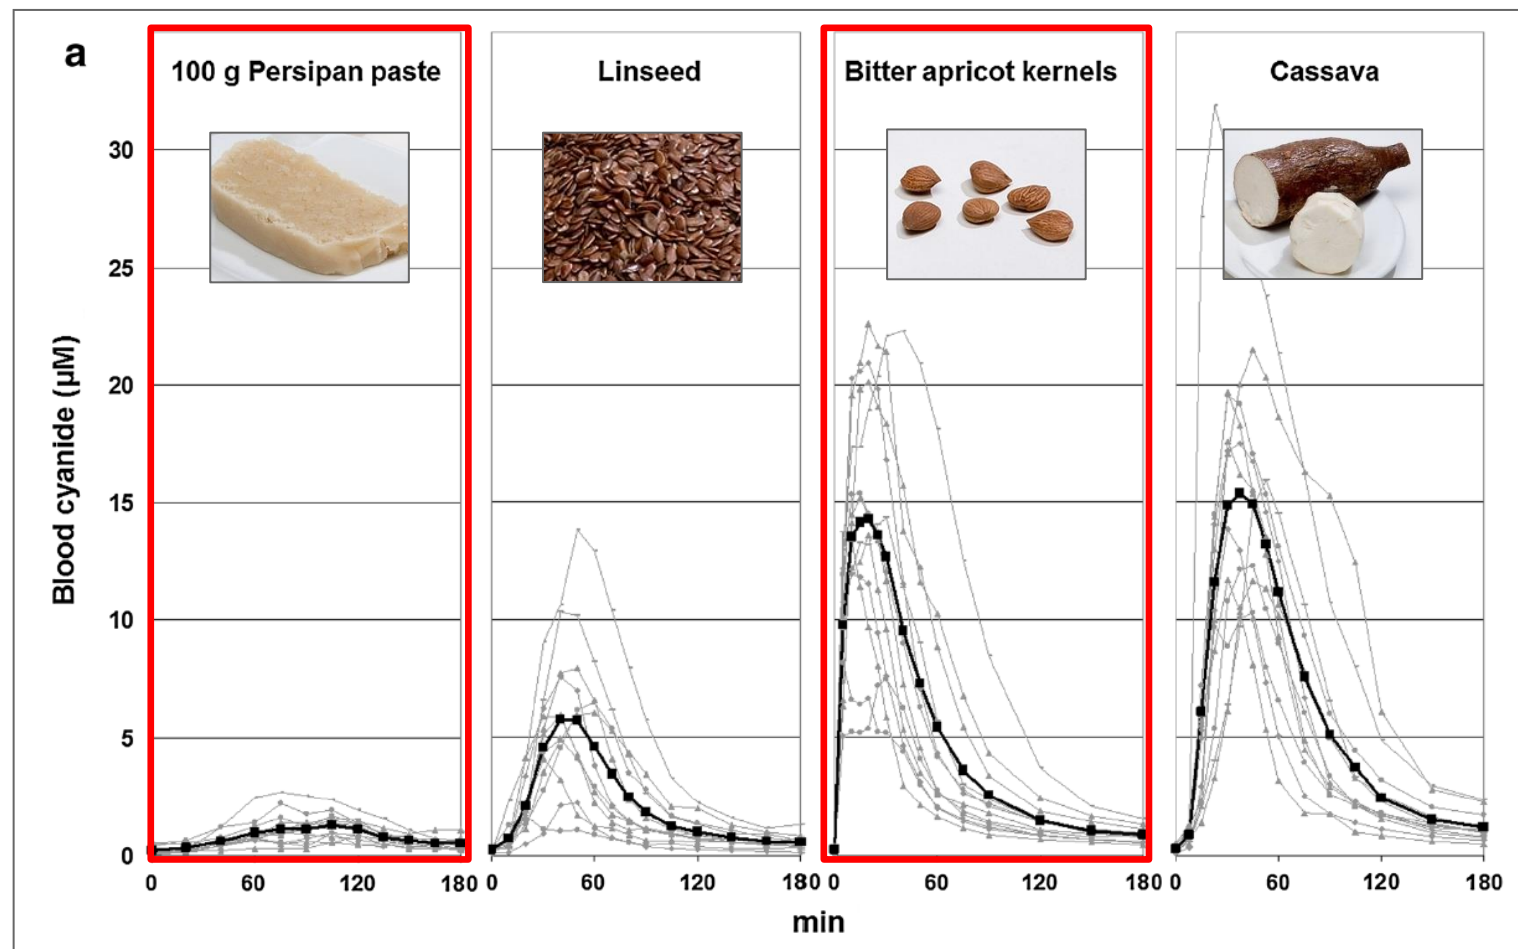 a
100 g Persipan paste
Linseed
Bitter apricot kernels
Cassava
Blood cyanide (µM)
30
25
20
15
10
5
0
0 60 120 180
0 60 120 180
0 60 120 180
0 60 120 180
min